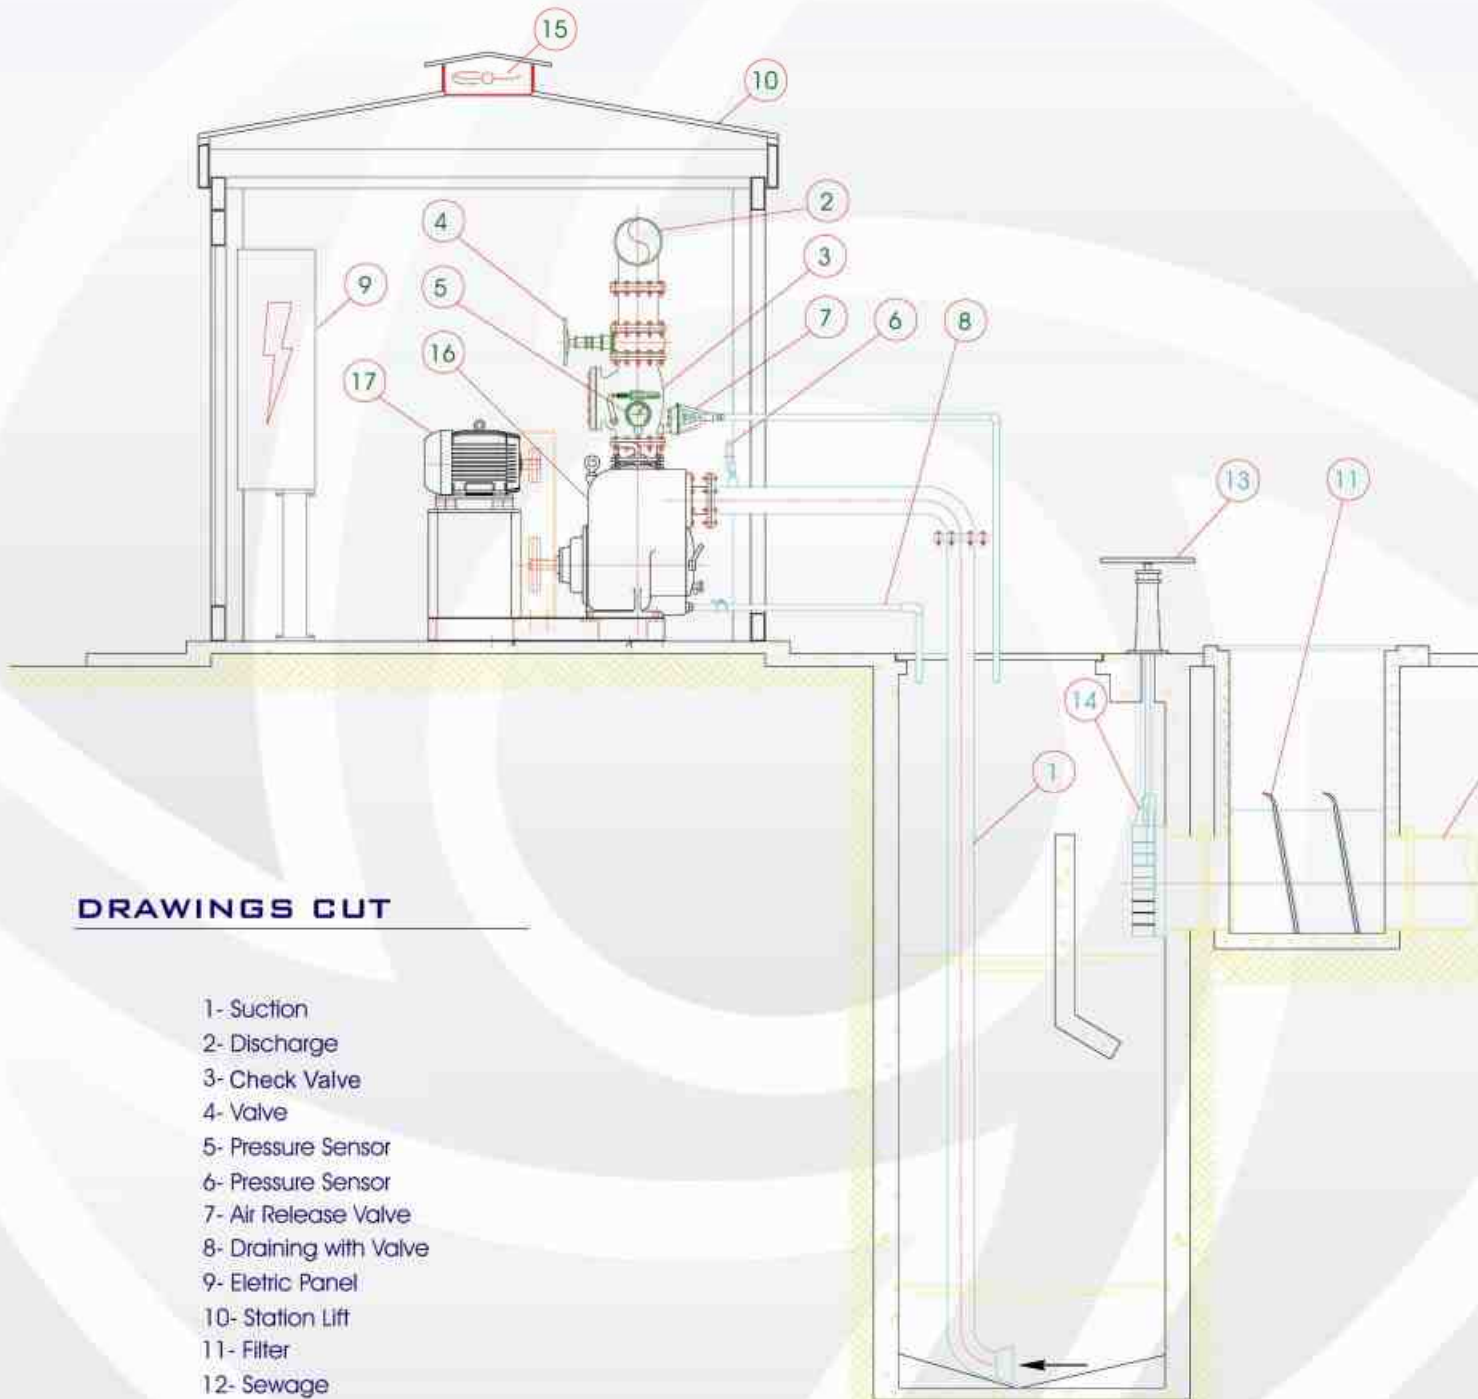 15
10
2
4
3
5
9
7
6
8
16
17
13
11
14
1
DRAWINGS CUT
1- Suction
2- Discharge
3- Check Valve
4- Valve
5- Pressure Sensor
6- Pressure Sensor
7- Air Release Valve
8- Draining with Valve
9- Eletric Panel
10- Station Lift
11- Filter
12- Sewage